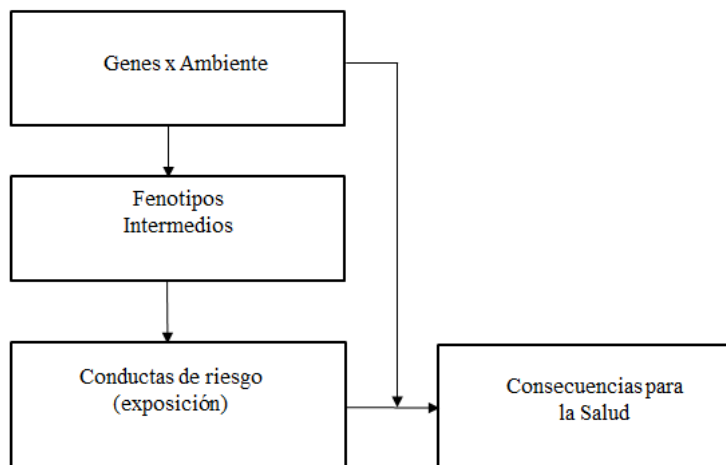 Genes x Ambiente
Fenotipos
Intermedios
Conductas de riesgo
(exposición)
Consecuencias para
la Salud